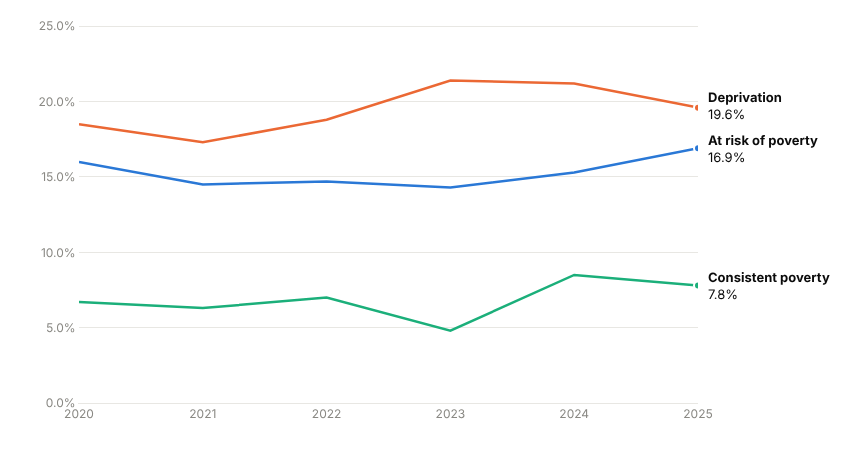 25.0%
20.0%
15.0%
10.0%
5.0%
0.0%
2020 2021 2022 2023 2024 2025
Deprivation
19.6%
At risk of poverty
16.9%
Consistent poverty
7.8%